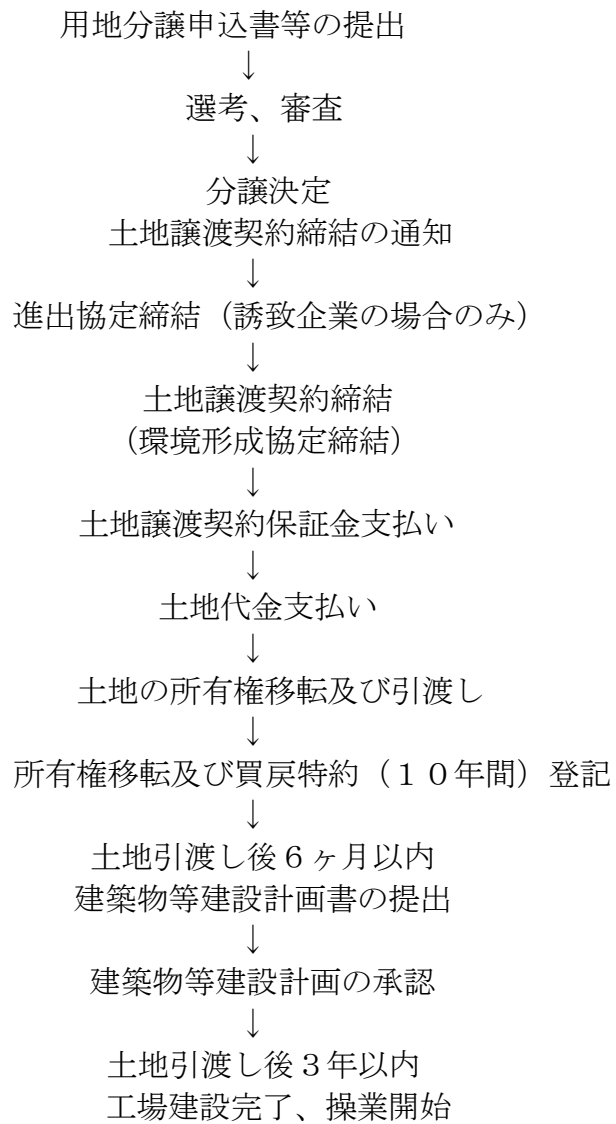 用地分譲申込書等の提出
↓
選考、審査
↓
分譲決定
土地譲渡契約締結の通知
↓
進出協定締結（誘致企業の場合のみ）
↓
土地譲渡契約締結
（環境形成協定締結）
↓
土地譲渡契約保証金支払い
↓
土地代金支払い
↓
土地の所有権移転及び引渡し
↓
所有権移転及び買戻特約（１０年間）登記
↓
土地引渡し後６ヶ月以内
建築物等建設計画書の提出
↓
建築物等建設計画の承認
↓
土地引渡し後３年以内
工場建設完了、操業開始